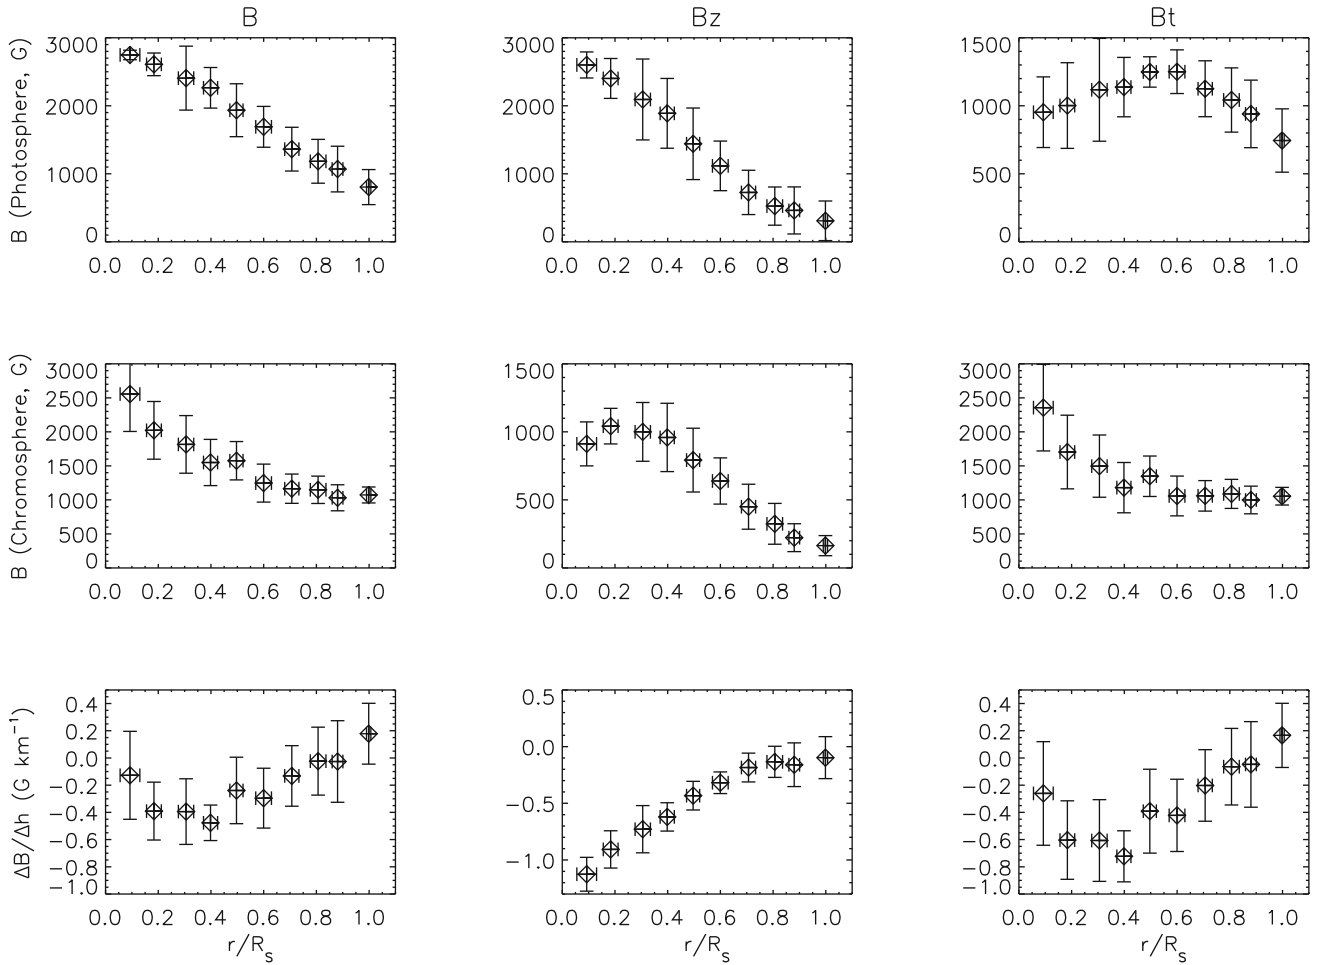 B Bz Bt
B (Photosphere, G)
3000 3000 1500
2000 2000 1000
1000 1000 500
0 0 0
0.0 0.2 0.4 0.6 0.8 1.0 0.0 0.2 0.4 0.6 0.8 1.0 0.0 0.2 0.4 0.6 0.8 1.0
B (Chromosphere, G)
3000 1500 3000
2500 2500
2000 1000 2000
1500 1500
1000 500 1000
500 500
0 0 0
0.0 0.2 0.4 0.6 0.8 1.0 0.0 0.2 0.4 0.6 0.8 1.0 0.0 0.2 0.4 0.6 0.8 1.0
ΔB/Δh (G km⁻¹)
0.4 0.5 0.4
0.2 0.2
0.0 0.0 0.0
−0.2 −0.2
−0.4 −0.5 −0.4
−0.6 −0.6
−0.8 −1.0 −0.8
−1.0 −1.0
0.0 0.2 0.4 0.6 0.8 1.0 0.0 0.2 0.4 0.6 0.8 1.0 0.0 0.2 0.4 0.6 0.8 1.0
r/Rₛ r/Rₛ r/Rₛ